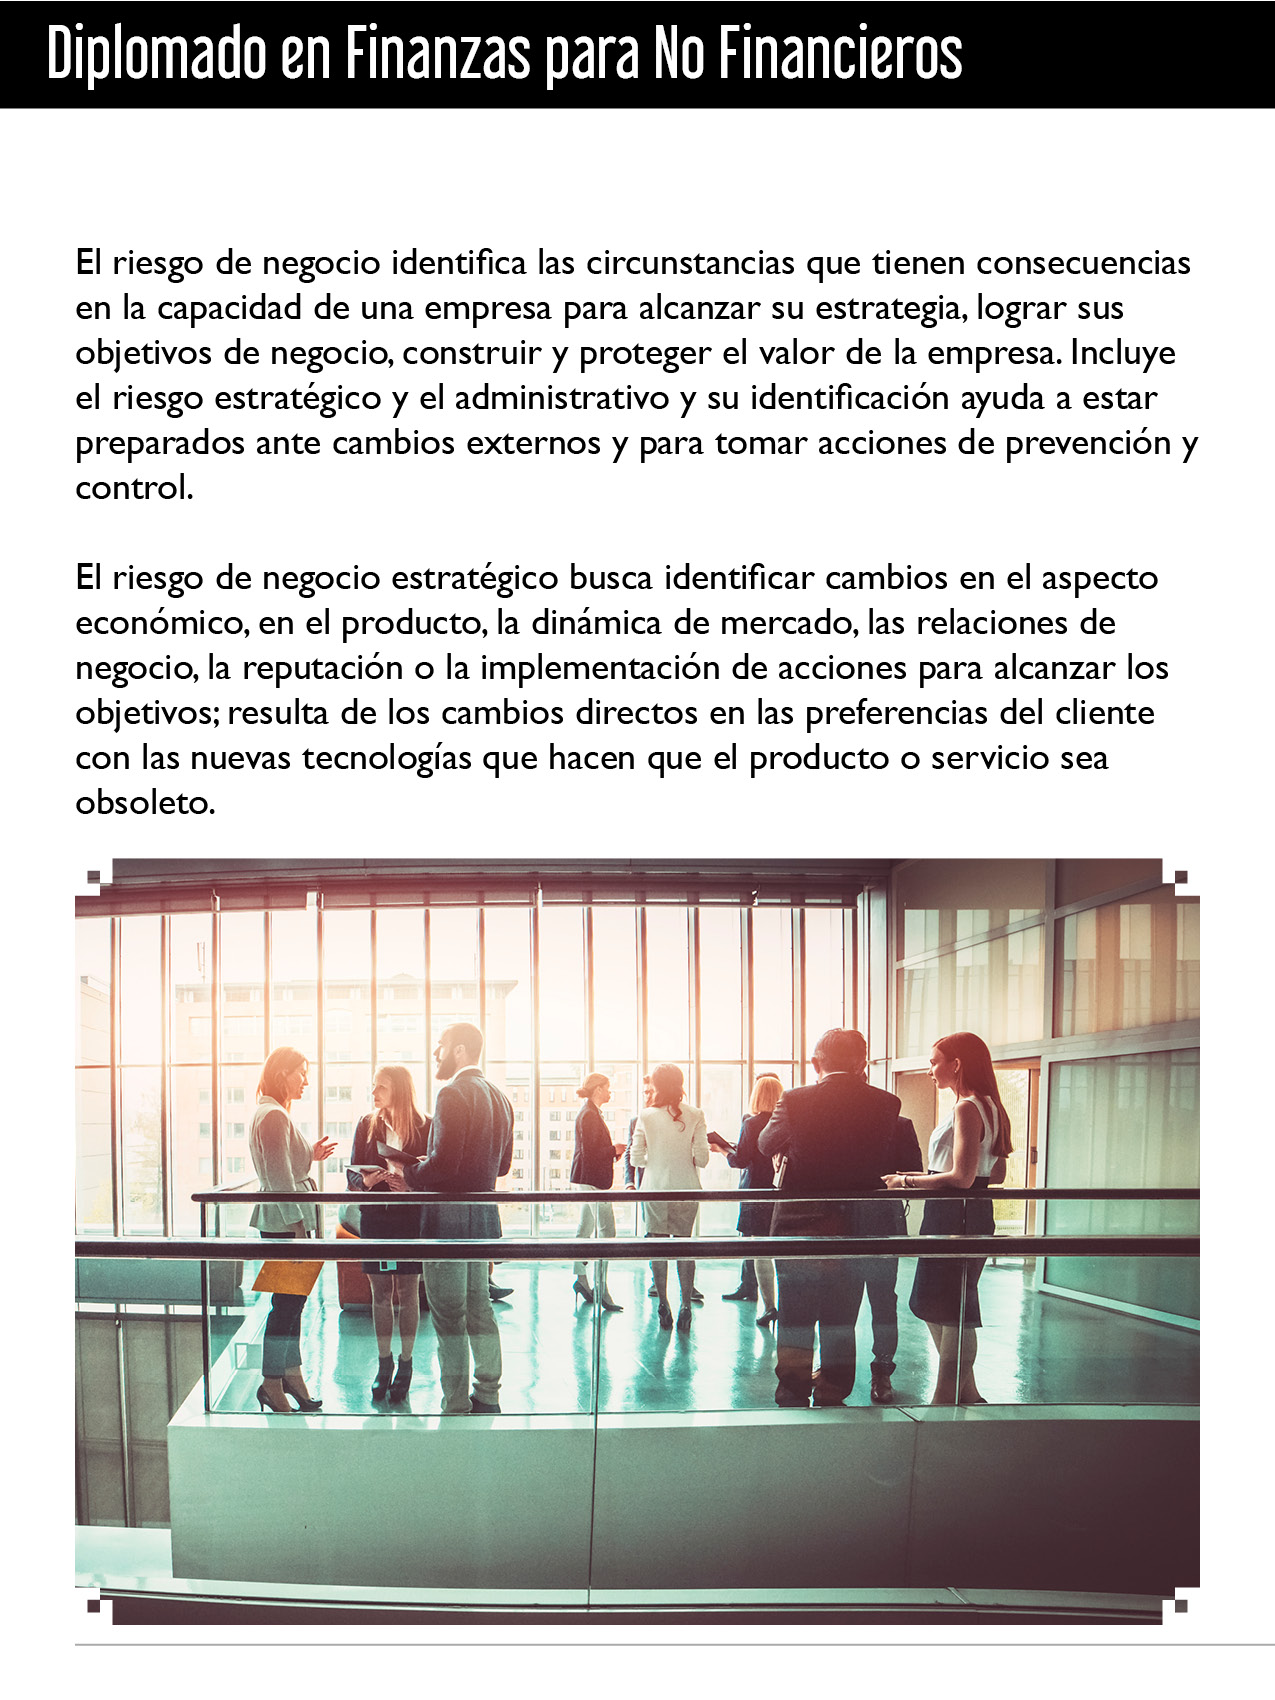 Diplomado en Finanzas para No Financieros
El riesgo de negocio identifica las circunstancias que tienen consecuencias
en la capacidad de una empresa para alcanzar su estrategia, lograr sus
objetivos de negocio, construir y proteger el valor de la empresa. Incluye
el riesgo estratégico y el administrativo y su identificación ayuda a estar
preparados ante cambios externos y para tomar acciones de prevención y
control.
El riesgo de negocio estratégico busca identificar cambios en el aspecto
económico, en el producto, la dinámica de mercado, las relaciones de
negocio, la reputación o la implementación de acciones para alcanzar los
objetivos; resulta de los cambios directos en las preferencias del cliente
con las nuevas tecnologías que hacen que el producto o servicio sea
obsoleto.